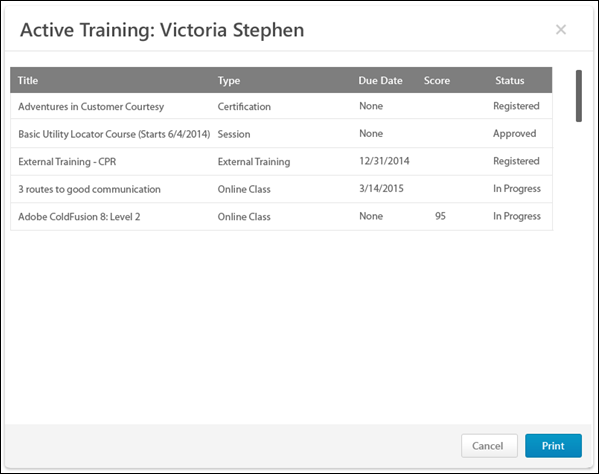 Active Training: Victoria Stephen
Title Type Due Date Score Status
Adventures in Customer Courtesy Certification None Registered
Basic Utility Locator Course (Starts 6/4/2014) Session None Approved
External Training - CPR External Training 12/31/2014 Registered
3 routes to good communication Online Class 3/14/2015 In Progress
Adobe ColdFusion 8: Level 2 Online Class None 95 In Progress
Cancel Print